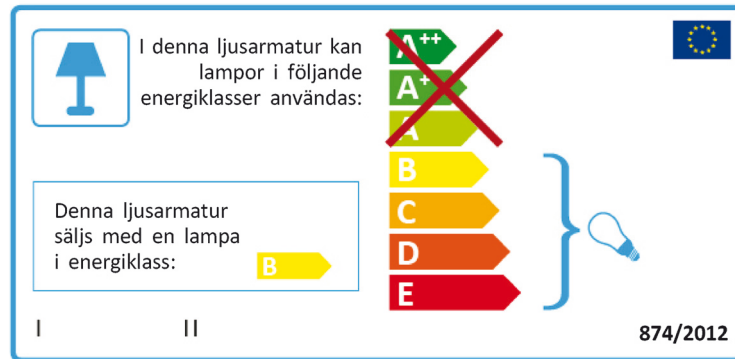 I denna ljusarmatur kan
lampor i följande
energiklasser användas:
A++
A+
A
B
C
D
E
Denna ljusarmatur
säljs med en lampa
i energiklass:
B
I
II
874/2012